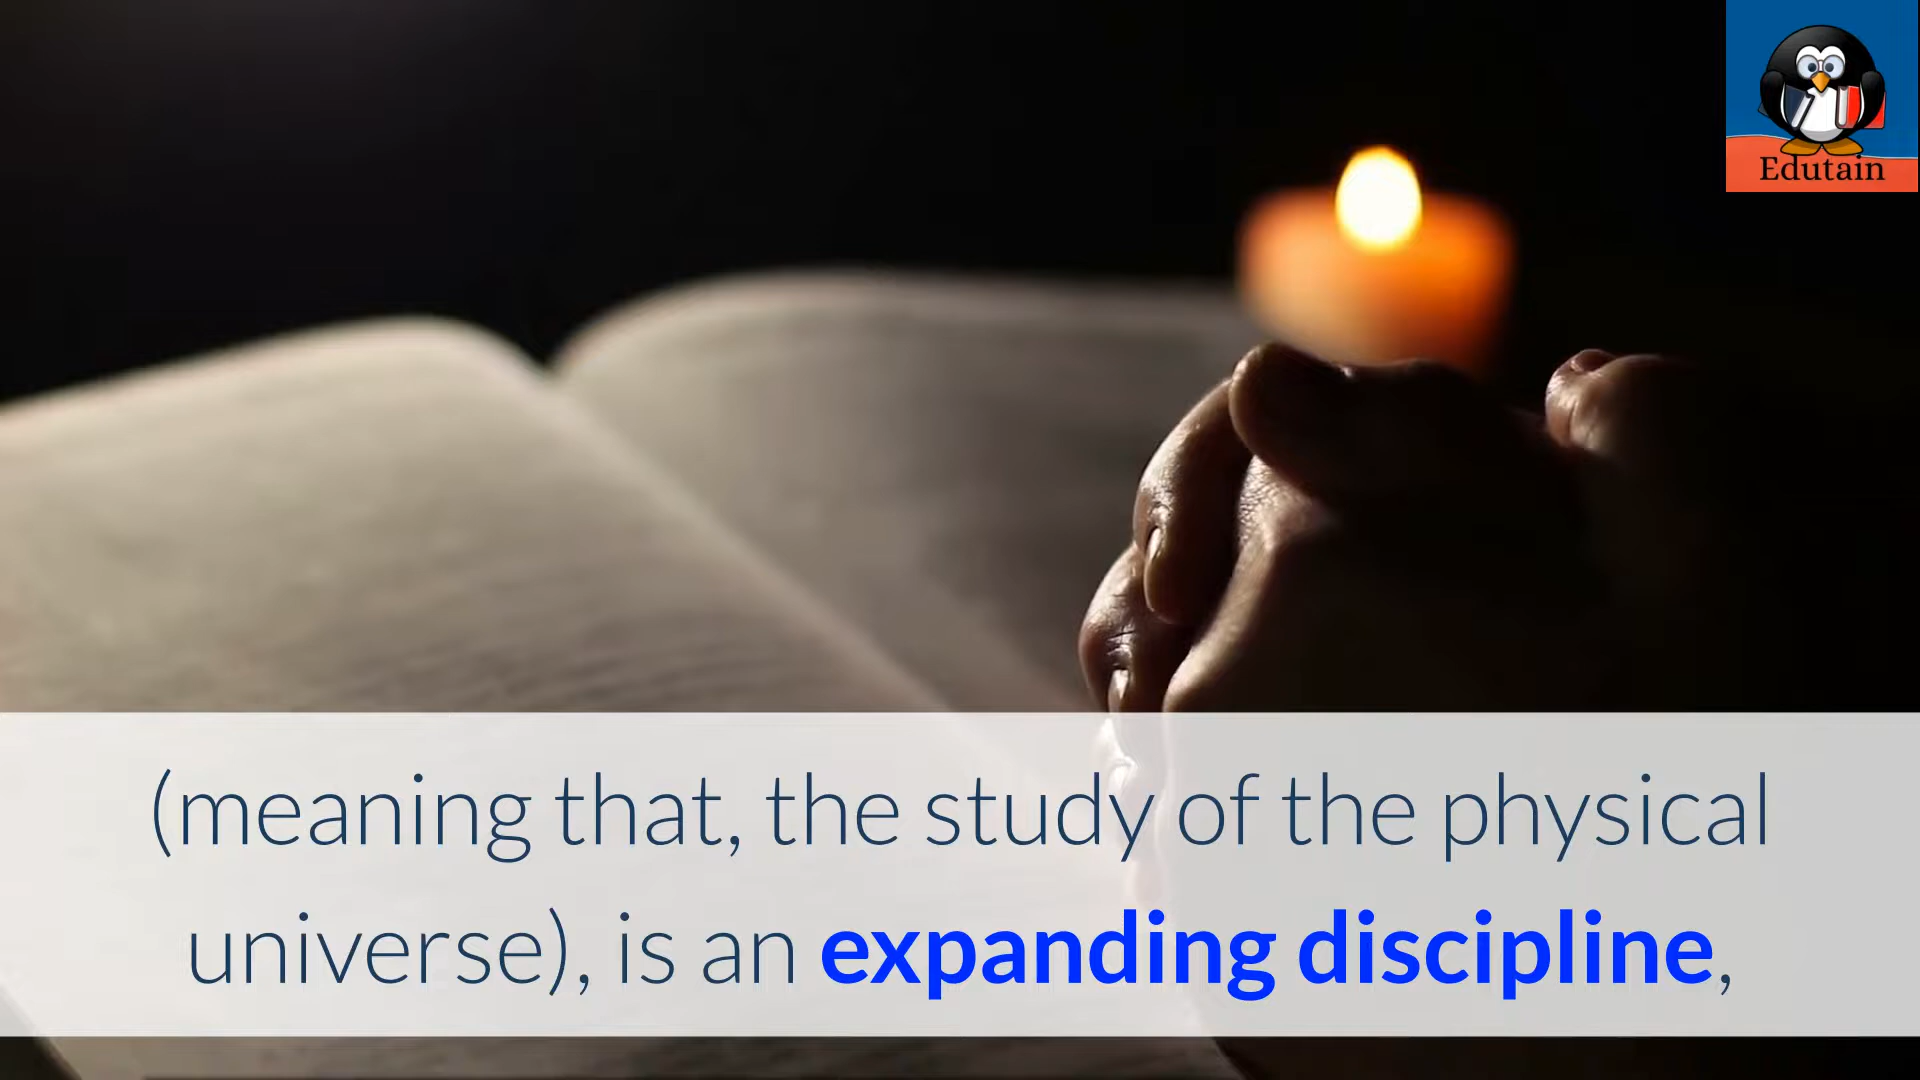 Edutain
(meaning that, the study of the physical
universe), is an expanding discipline,